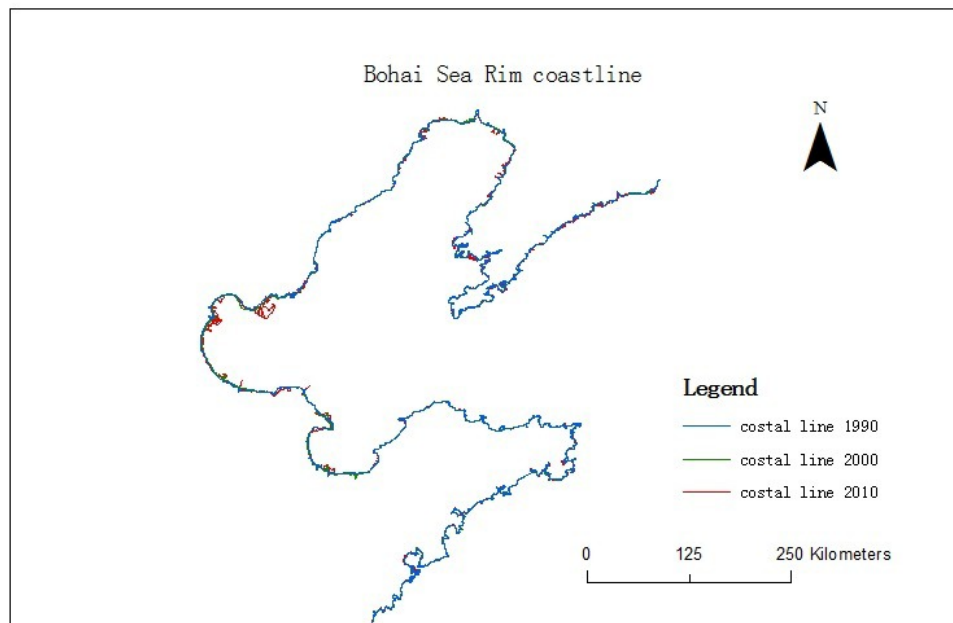 Bohai Sea Rim coastline
N
Legend
costal line 1990
costal line 2000
costal line 2010
0 125 250 Kilometers